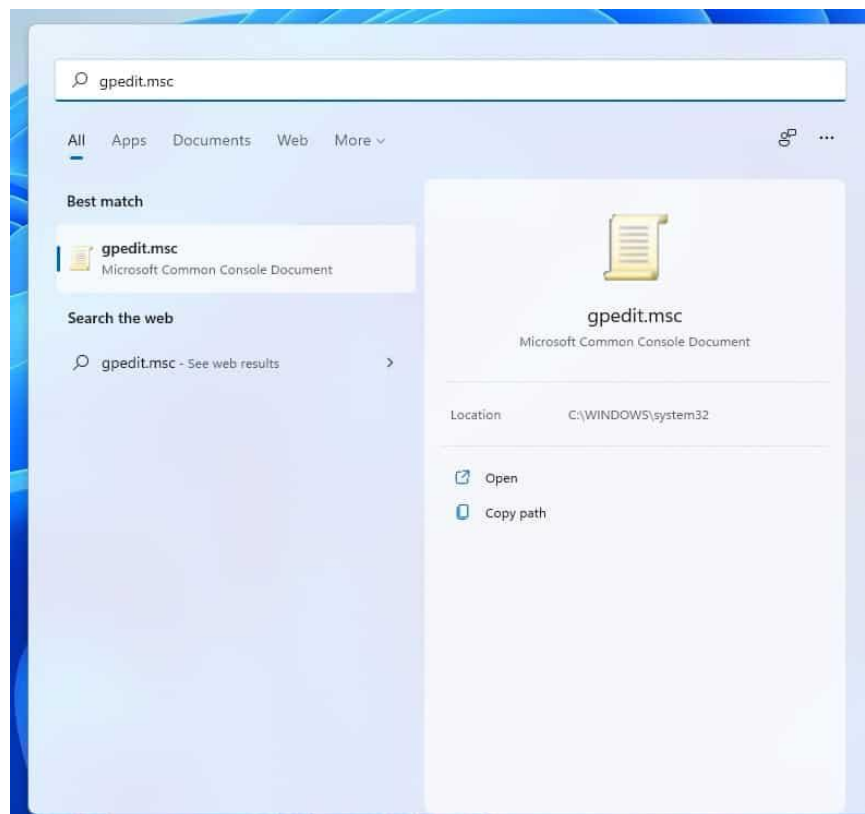 gpedit.msc
All Apps Documents Web More
Best match
gpedit.msc
Microsoft Common Console Document
Search the web
gpedit.msc - See web results
gpedit.msc
Microsoft Common Console Document
Location C:\WINDOWS\system32
Open
Copy path